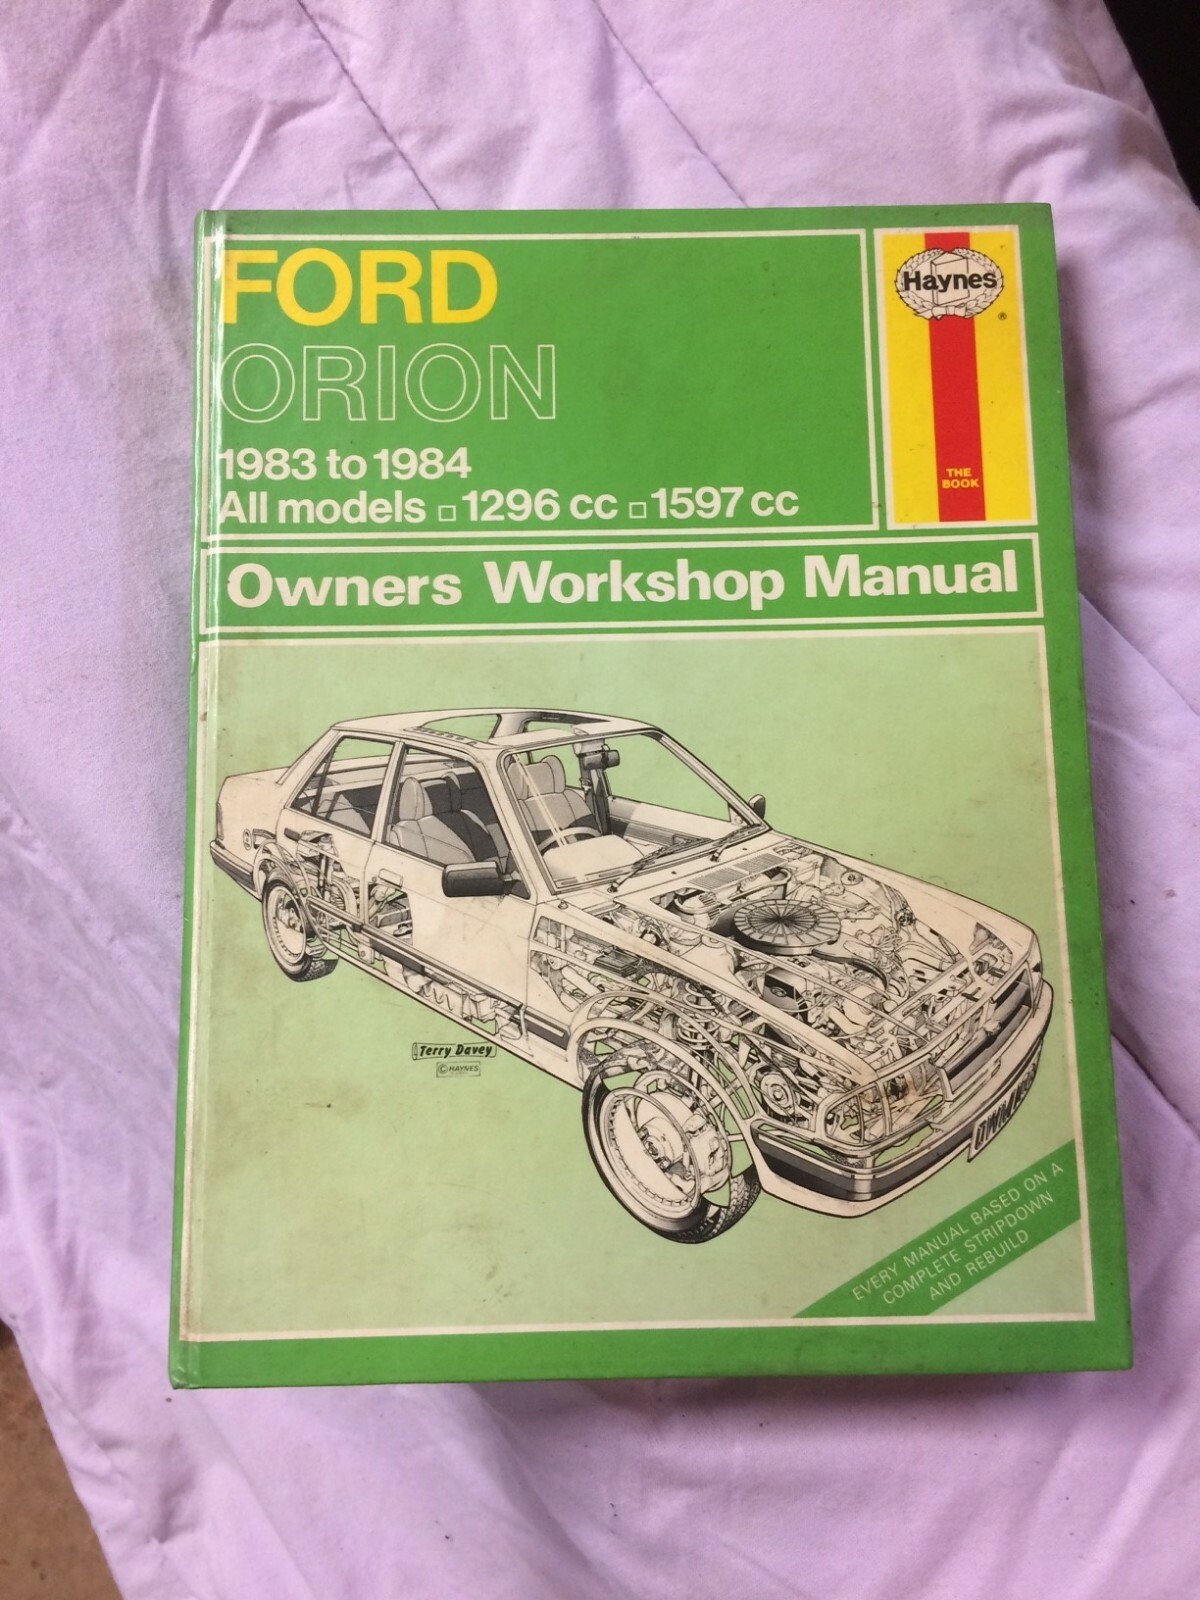 FORD
ORION
1983 to 1984
All models □ 1296 cc □ 1597 cc
Haynes
®
THE
BOOK
Owners Workshop Manual
Terry Davey
© HAYNES
EVERY MANUAL BASED ON A
COMPLETE STRIPDOWN
AND REBUILD